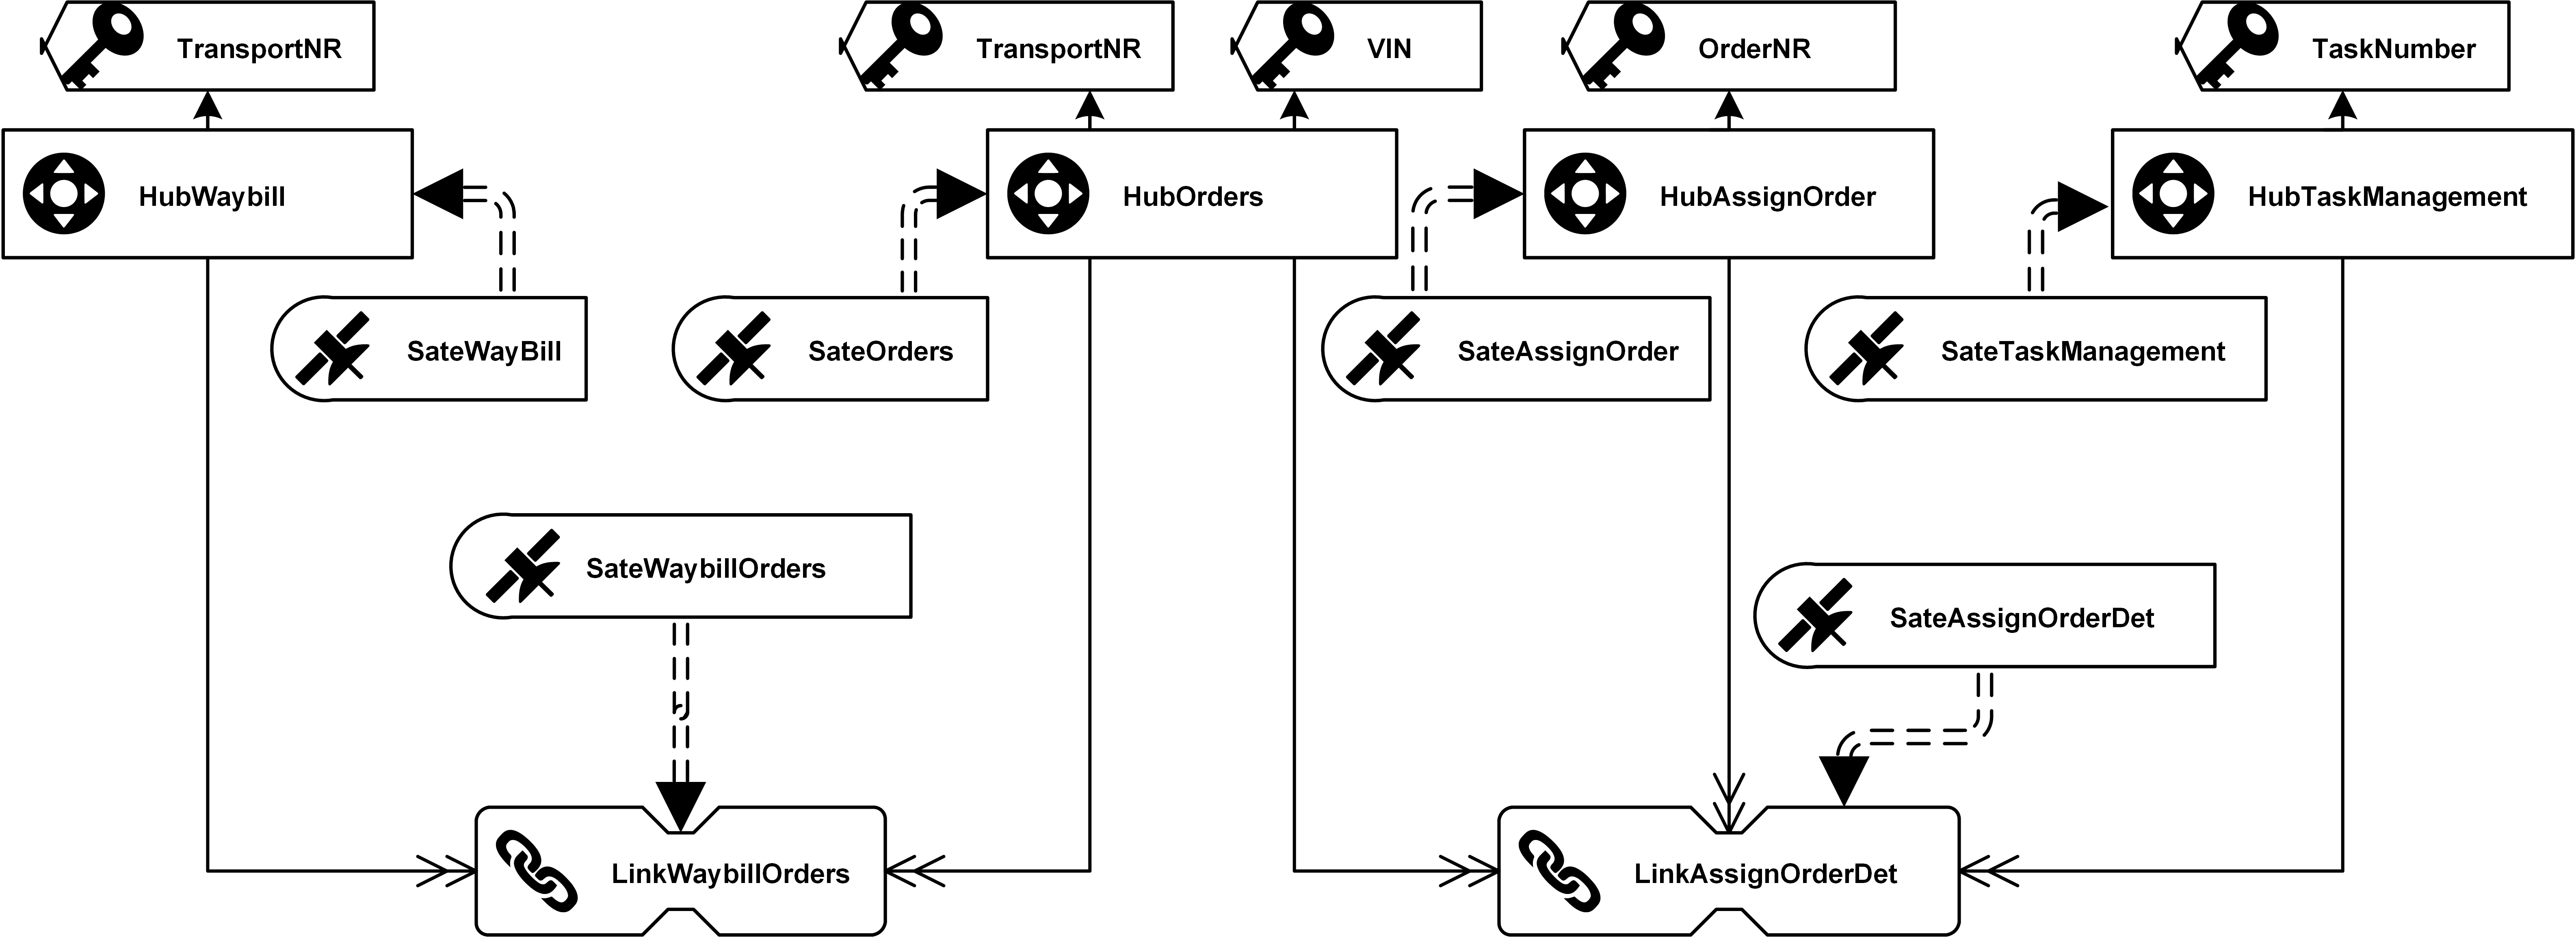 TransportNR
TransportNR
VIN
OrderNR
TaskNumber
HubWaybill
HubOrders
HubAssignOrder
HubTaskManagement
SateWayBill
SateOrders
SateAssignOrder
SateTaskManagement
SateWaybillOrders
SateAssignOrderDet
LinkWaybillOrders
LinkAssignOrderDet